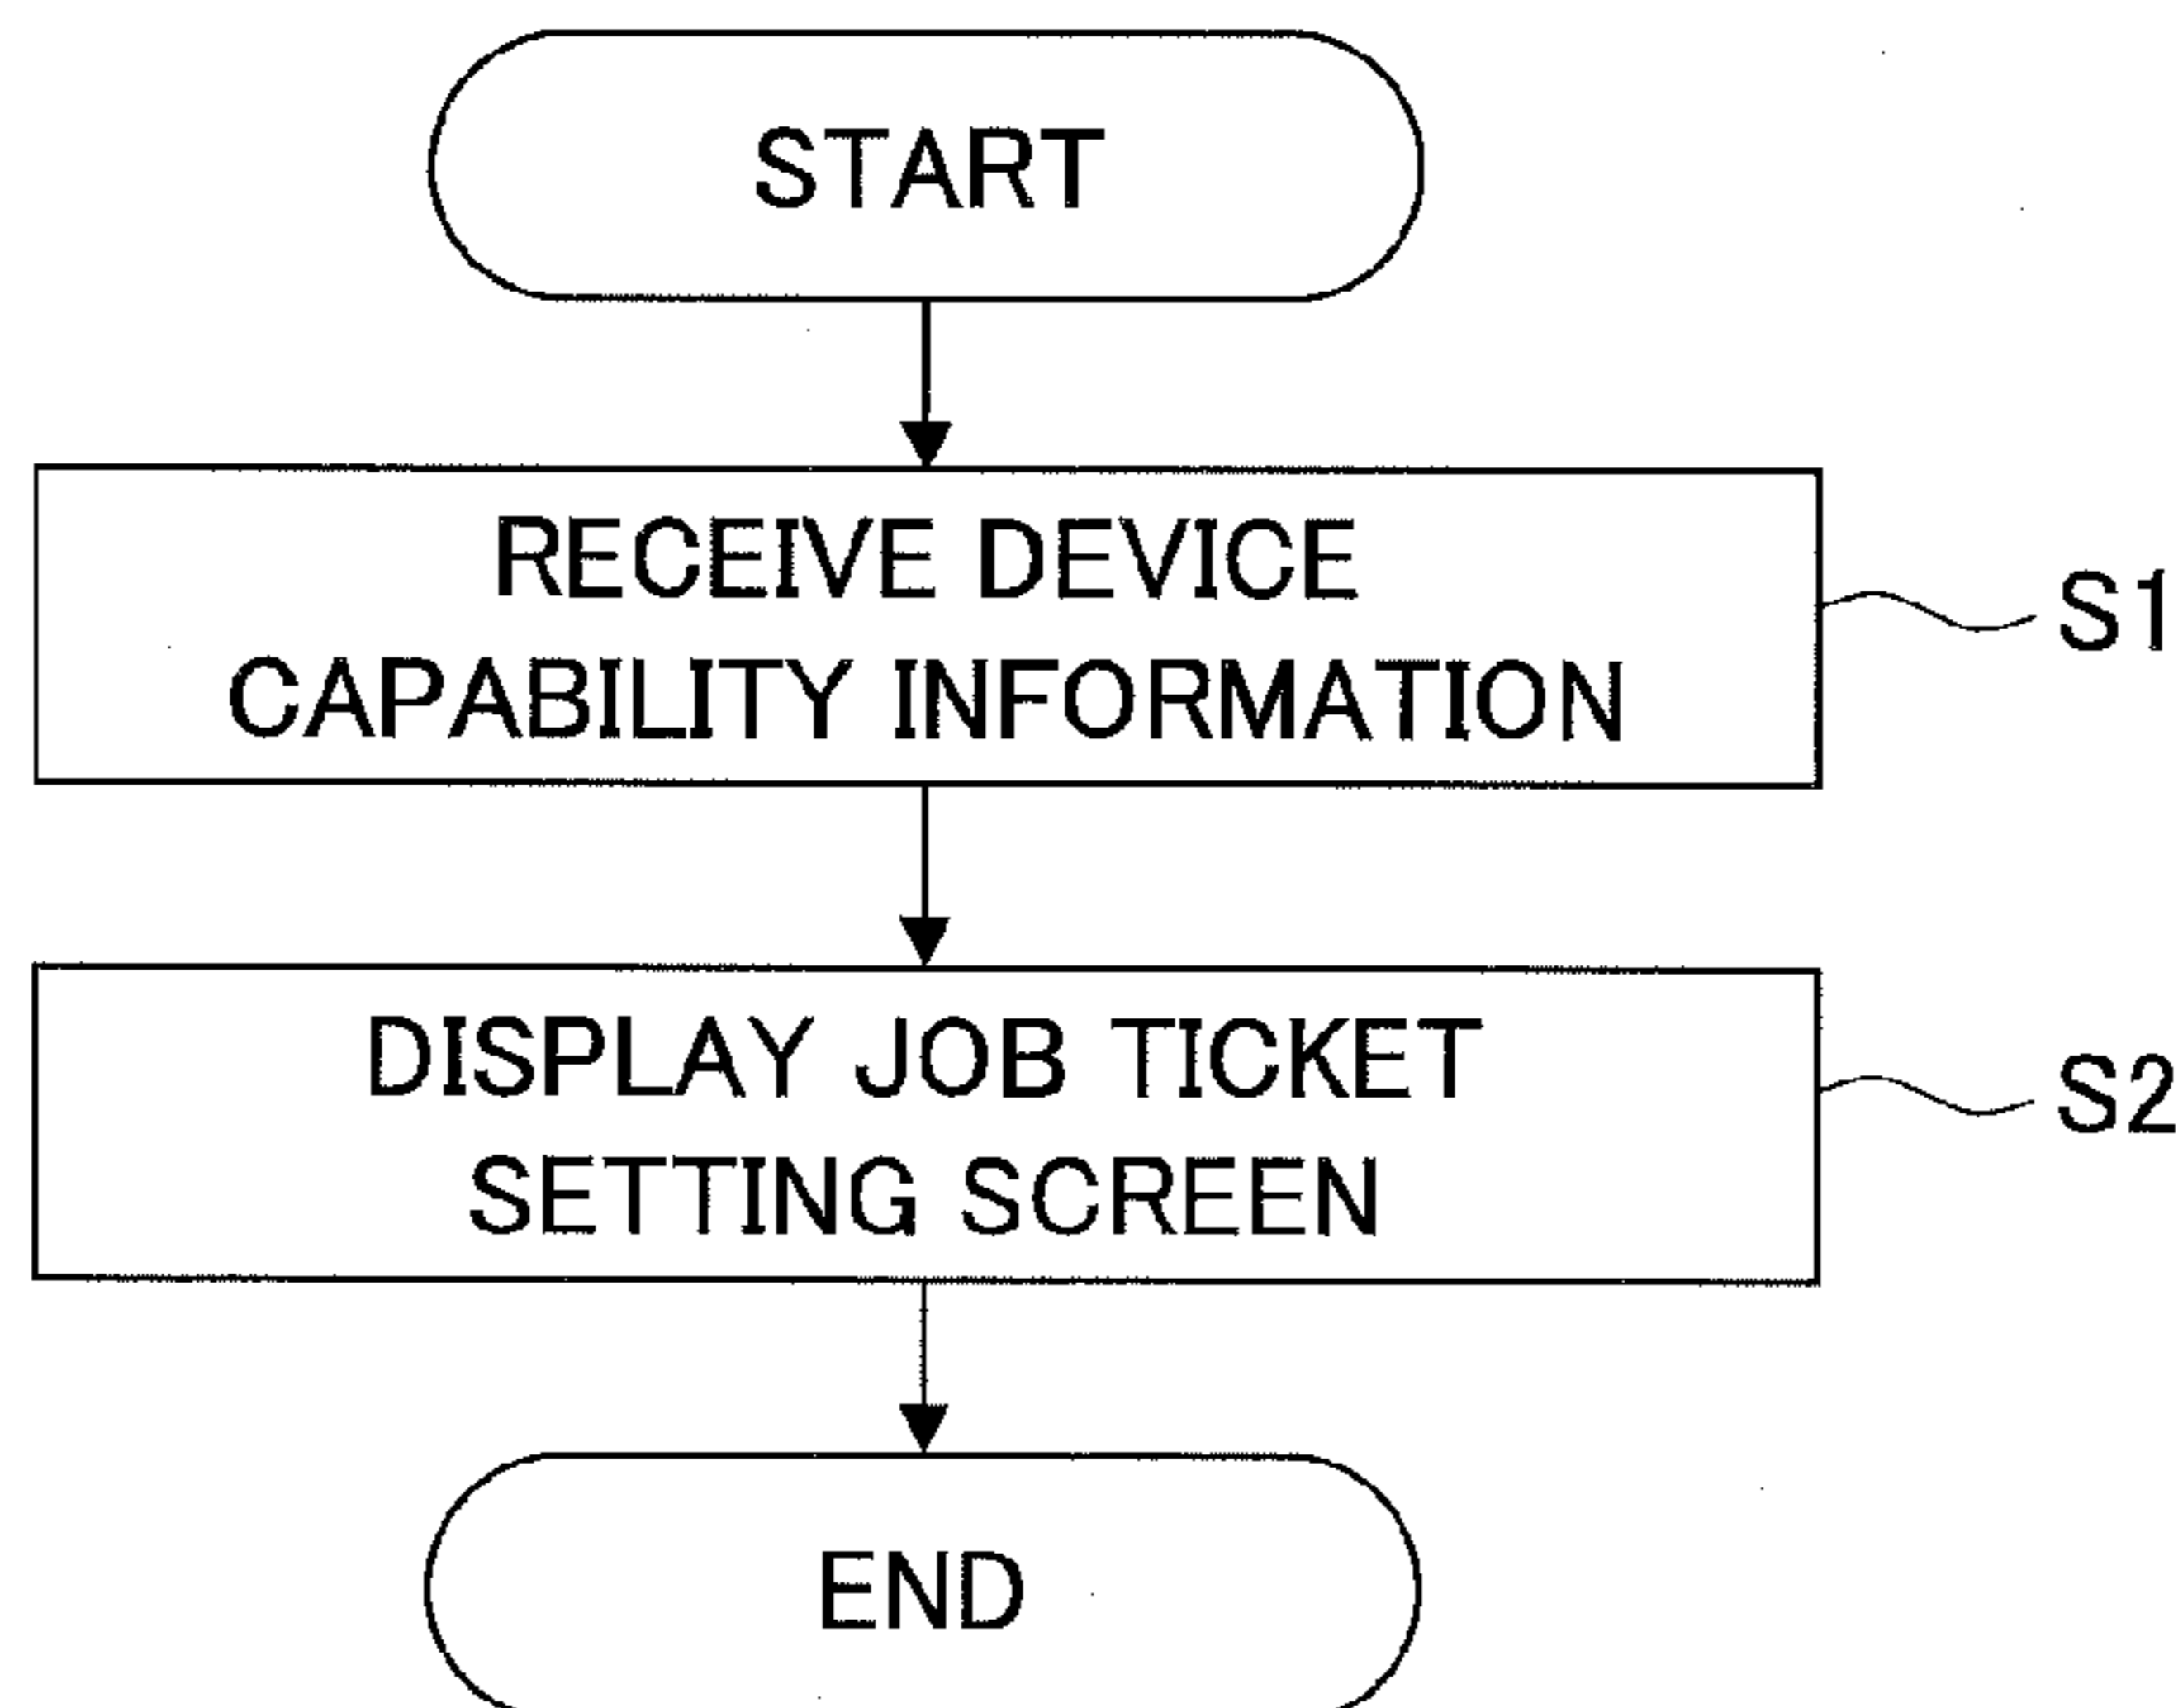 START
RECEIVE DEVICE
CAPABILITY INFORMATION
S1
DISPLAY JOB TICKET
SETTING SCREEN
S2
END